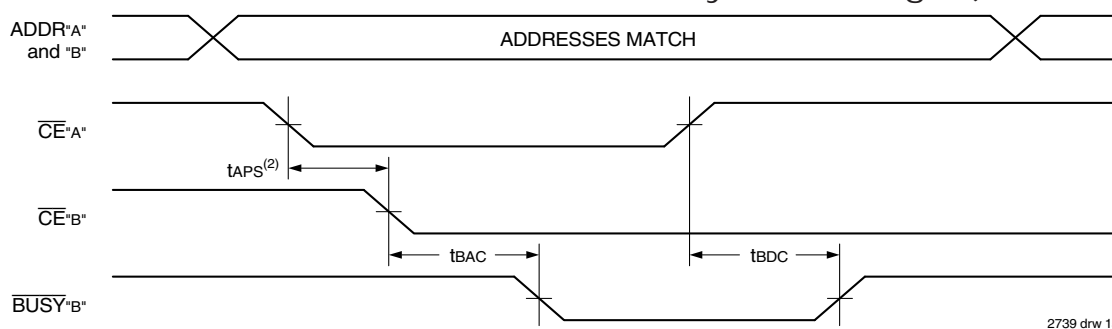 ADDR"A"
and "B"
ADDRESSES MATCH
CE"A"
tAPS(2)
CE"B"
tBAC
tBDC
BUSY"B"
2739 drw 1